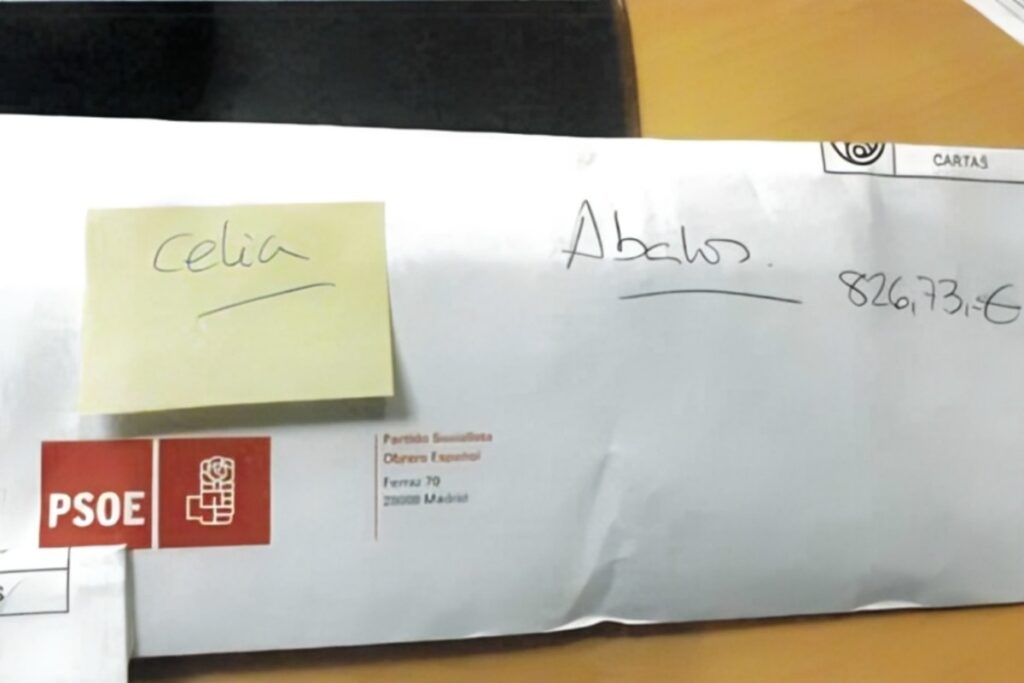 CARTAS
Celia
Abalos.
826,73,-€
PSOE
Partido Socialista
Obrero Español
Ferraz 70
28008 Madrid
S